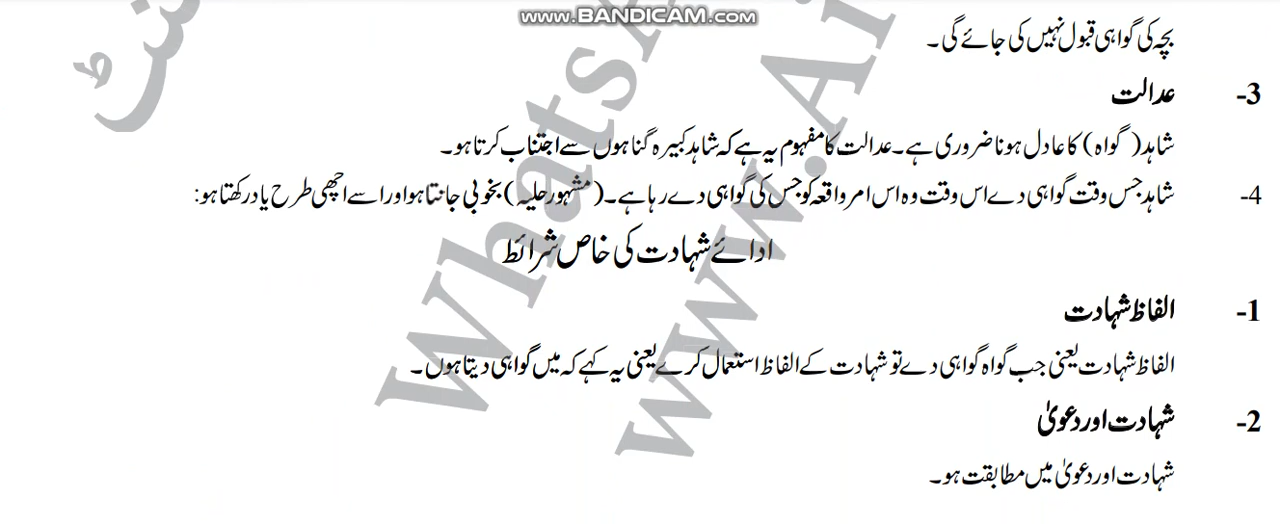 www.BANDICAM.com
بچہ کی گواہی قبول نہیں کی جائے گی۔
3- عدالت
شاہد (گواہ) کا عادل ہونا ضروری ہے۔ عدالت کا مفہوم یہ ہے کہ شاہد کبیرہ گناہوں سے اجتناب کرتا ہو۔
4- شاہد جس وقت گواہی دے اس وقت وہ اس امر واقعہ کو جس کی گواہی دے رہا ہے۔ (مشہور حلیہ) بخوبی جانتا ہو اور اسے اچھی طرح یاد رکھتا ہو:
ادائے شہادت کی خاص شرائط
1- الفاظ شہادت
الفاظ شہادت یعنی جب گواہ گواہی دے تو شہادت کے الفاظ استعمال کرے یعنی یہ کہے کہ میں گواہی دیتا ہوں۔
2- شہادت اور دعویٰ
شہادت اور دعویٰ میں مطابقت ہو۔
Whats
www.Ai